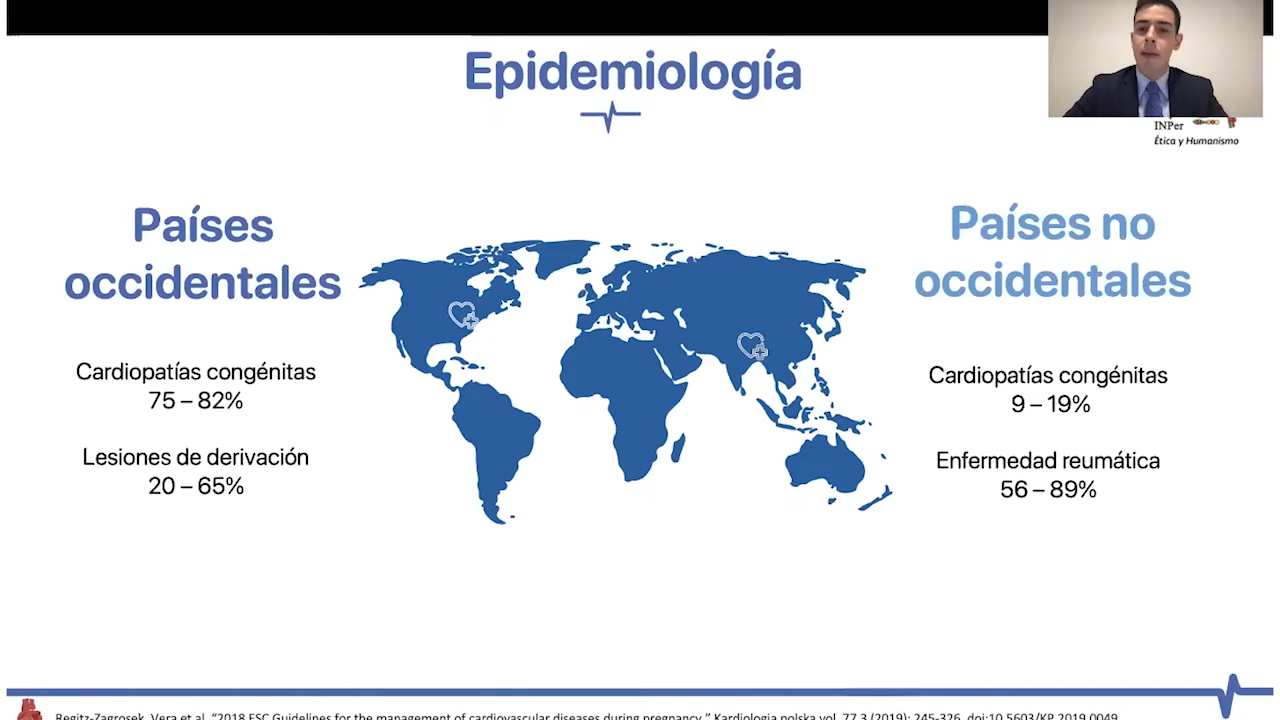 Epidemiología
INPer
Ética y Humanismo
Países
occidentales
Cardiopatías congénitas
75 – 82%
Lesiones de derivación
20 – 65%
Países no
occidentales
Cardiopatías congénitas
9 – 19%
Enfermedad reumática
56 – 89%
Regitz-Zagrosek, Vera et al. “2018 ESC Guidelines for the management of cardiovascular diseases during pregnancy.” Kardiologia polska vol. 77,3 (2019): 245-326. doi:10.5603/KP.2019.0049